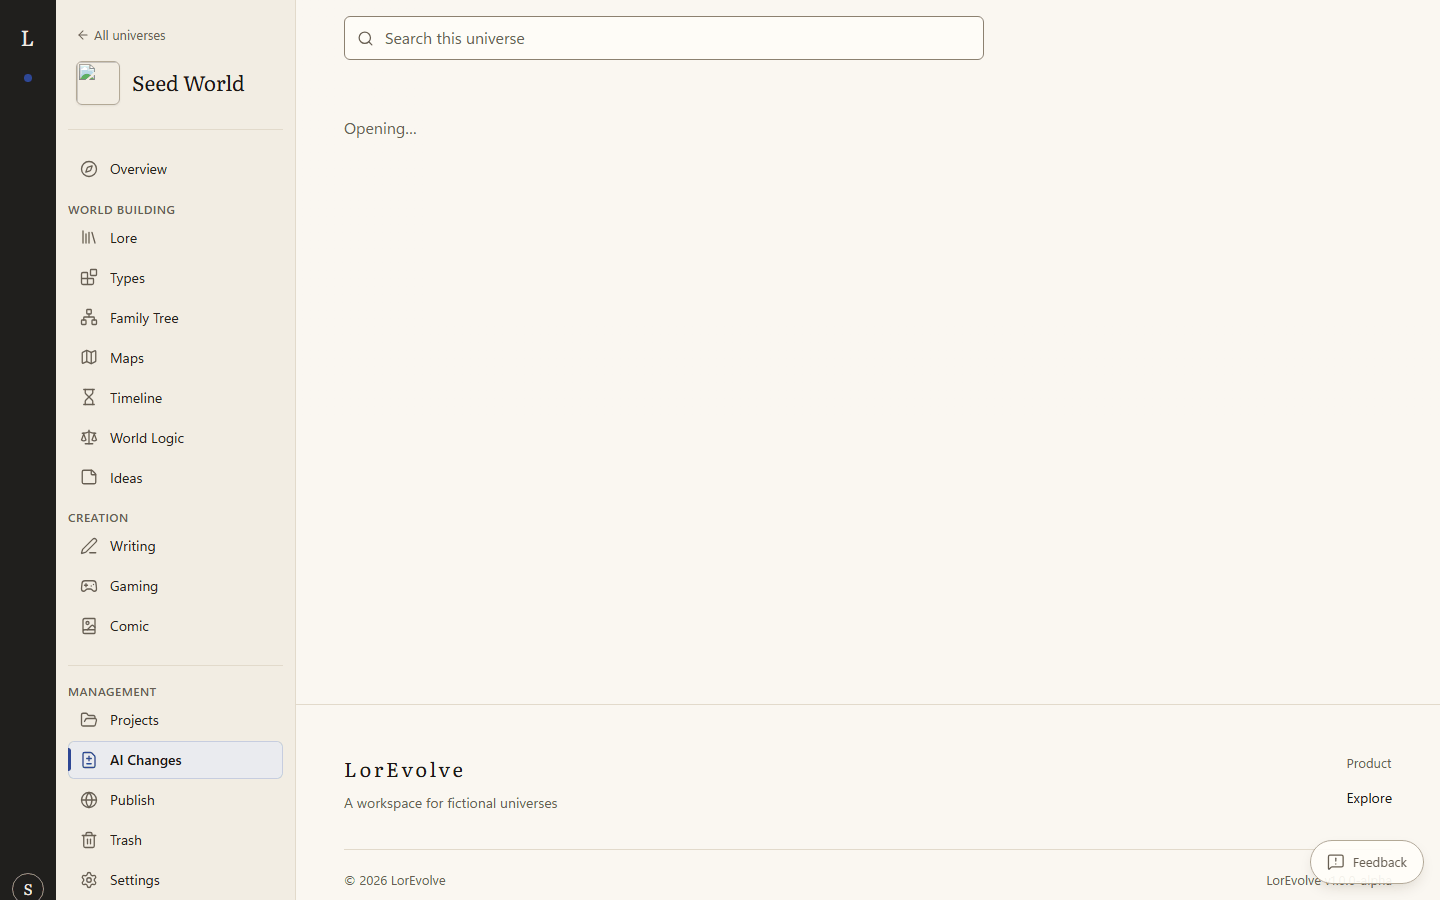 L
All universes
Seed World
Overview
WORLD BUILDING
Lore
Types
Family Tree
Maps
Timeline
World Logic
Ideas
CREATION
Writing
Gaming
Comic
MANAGEMENT
Projects
AI Changes
Publish
Trash
Settings
S
Search this universe
Opening...
LorEvolve
A workspace for fictional universes
Product
Explore
© 2026 LorEvolve
LorEvolve
Feedback